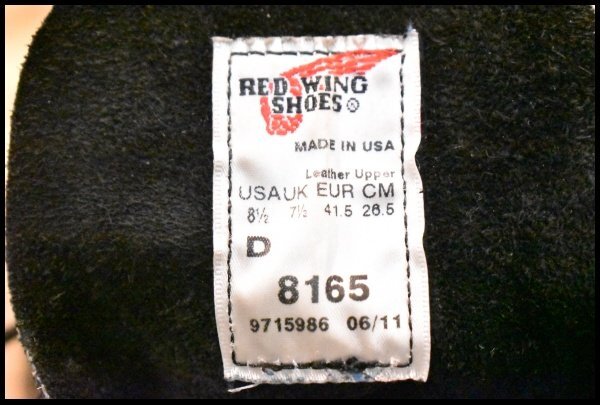 RED WING
SHOES®
MADE IN USA
Leather Upper
USA UK EUR CM
8½ 7½ 41.5 26.5
D
8165
9715986 06/11